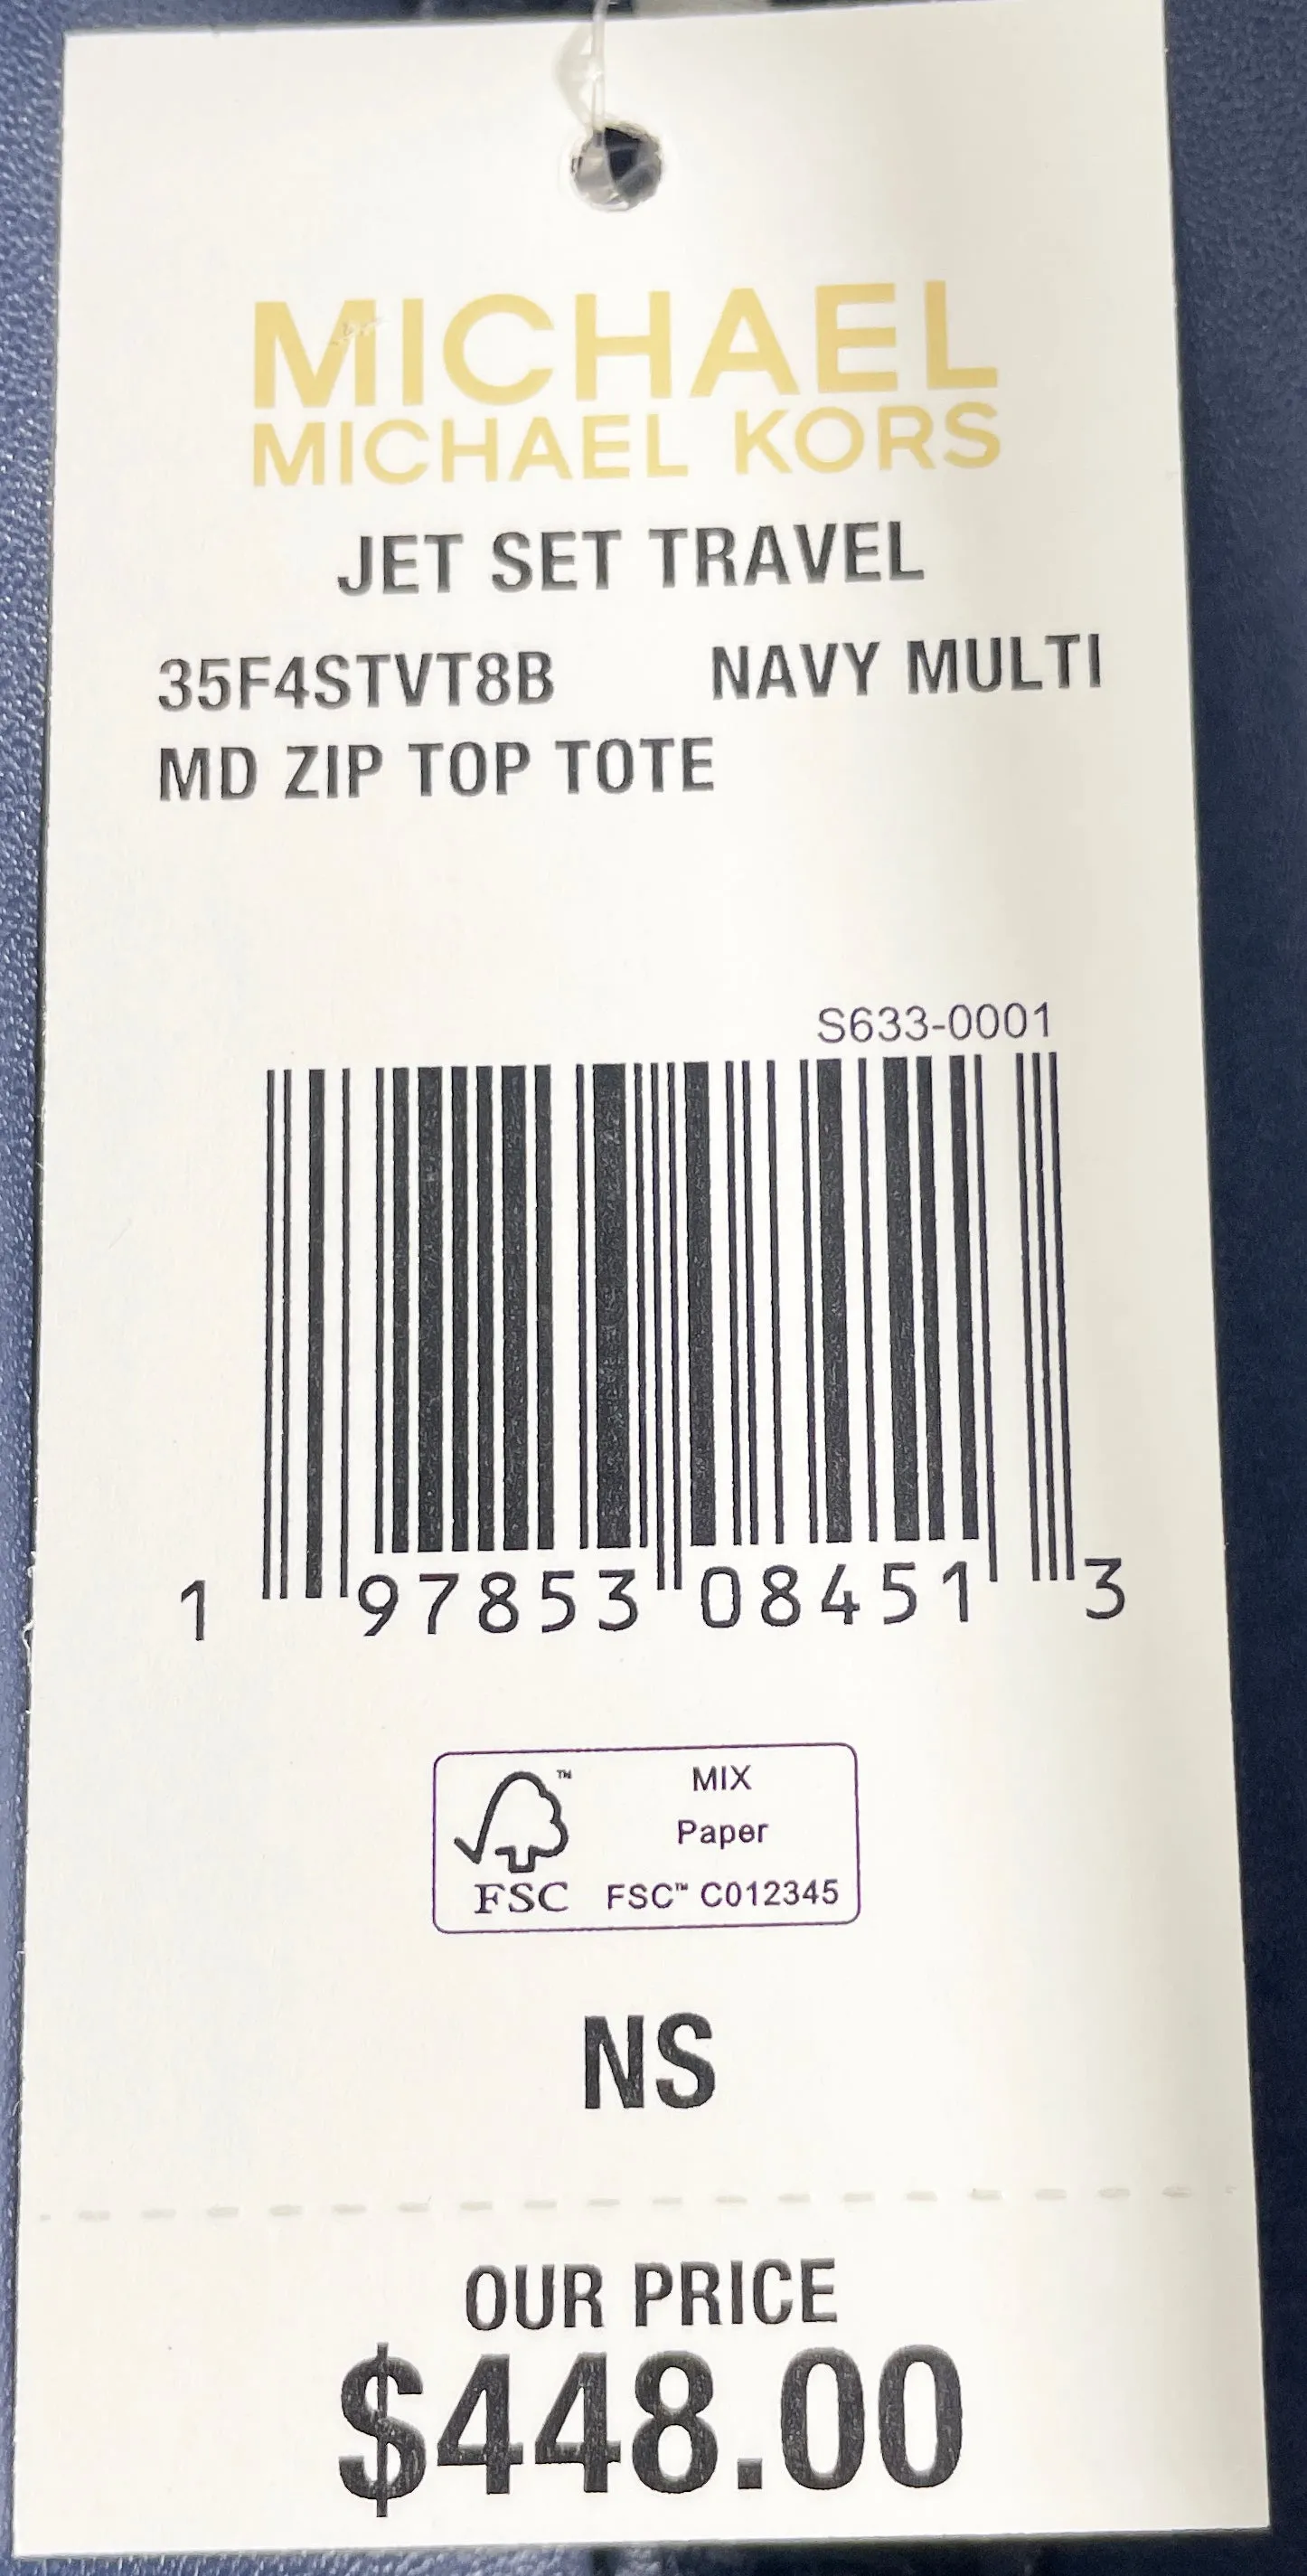 MICHAEL
MICHAEL KORS
JET SET TRAVEL
35F4STVT8B NAVY MULTI
MD ZIP TOP TOTE
S633-0001
1 97853 08451 3
™ MIX
Paper
FSC FSC™ C012345
NS
OUR PRICE
$448.00